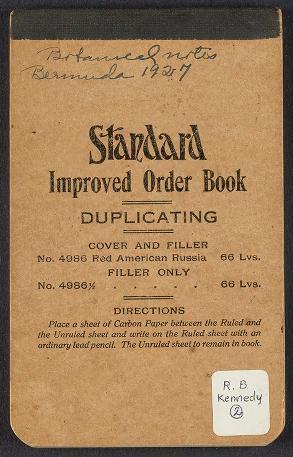 Botanical notes
Bermuda 1927
Standard
Improved Order Book
DUPLICATING
COVER AND FILLER
No. 4986 Red American Russia 66 Lvs.
FILLER ONLY
No. 4986½ . . . . . 66 Lvs.
DIRECTIONS
Place a sheet of Carbon Paper between the Ruled and
the Unruled sheet and write on the Ruled sheet with an
ordinary lead pencil. The Unruled sheet to remain in book.
R. B.
Kennedy
②